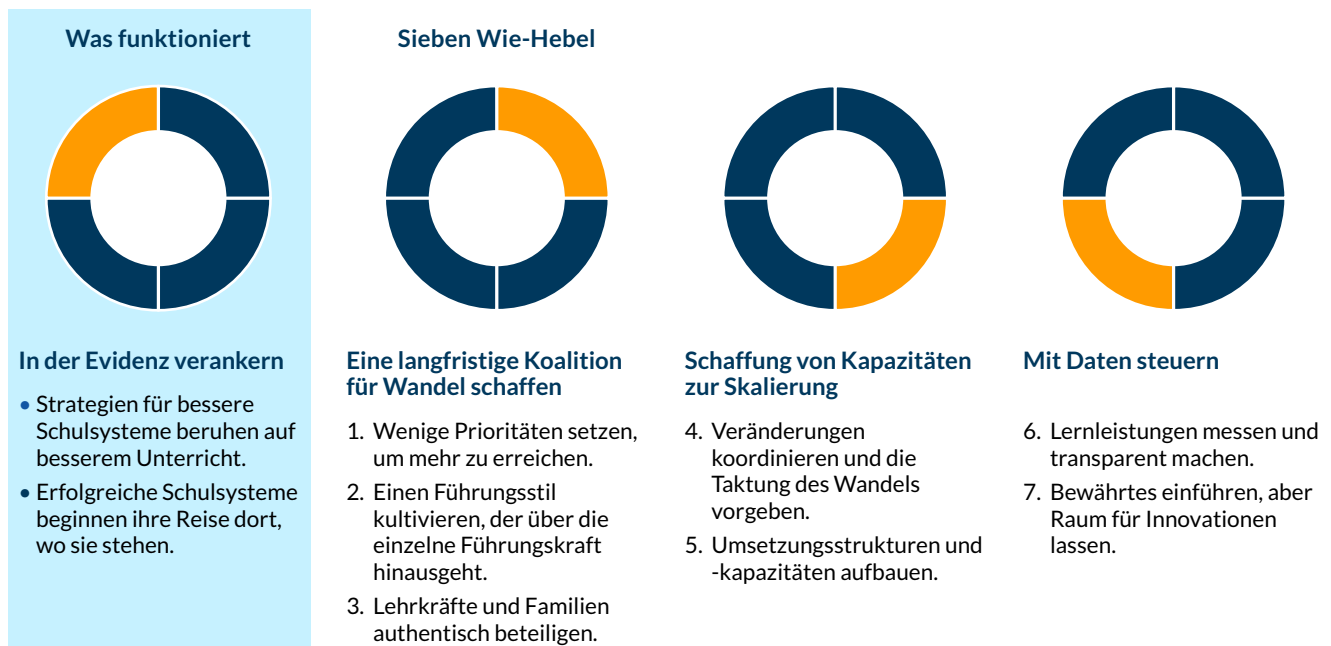 Was funktioniert
Sieben Wie-Hebel
In der Evidenz verankern
• Strategien für bessere
Schulsysteme beruhen auf
besserem Unterricht.
• Erfolgreiche Schulsysteme
beginnen ihre Reise dort,
wo sie stehen.
Eine langfristige Koalition
für Wandel schaffen
1. Wenige Prioritäten setzen,
um mehr zu erreichen.
2. Einen Führungsstil
kultivieren, der über die
einzelne Führungskraft
hinausgeht.
3. Lehrkräfte und Familien
authentisch beteiligen.
Schaffung von Kapazitäten
zur Skalierung
4. Veränderungen
koordinieren und die
Taktung des Wandels
vorgeben.
5. Umsetzungsstrukturen und
-kapazitäten aufbauen.
Mit Daten steuern
6. Lernleistungen messen und
transparent machen.
7. Bewährtes einführen, aber
Raum für Innovationen
lassen.